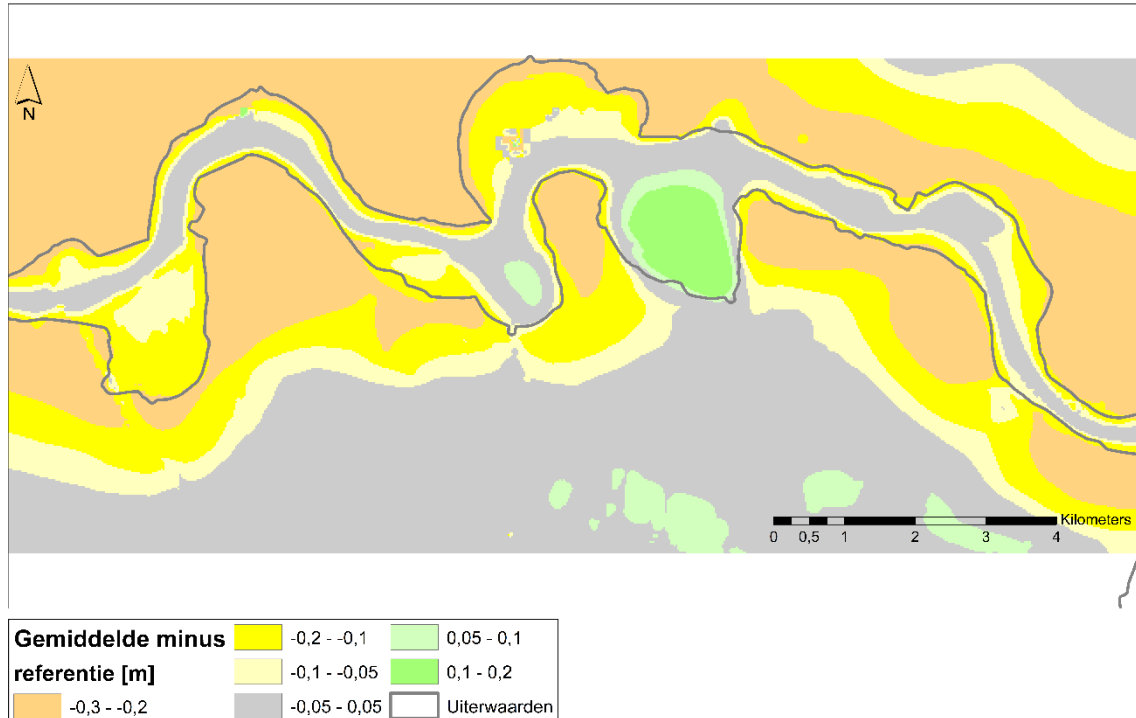 N
Kilometers
0 0,5 1 2 3 4
Gemiddelde minus
referentie [m]
-0,3 - -0,2
-0,2 - -0,1
-0,1 - -0,05
-0,05 - 0,05
0,05 - 0,1
0,1 - 0,2
Uiterwaarden